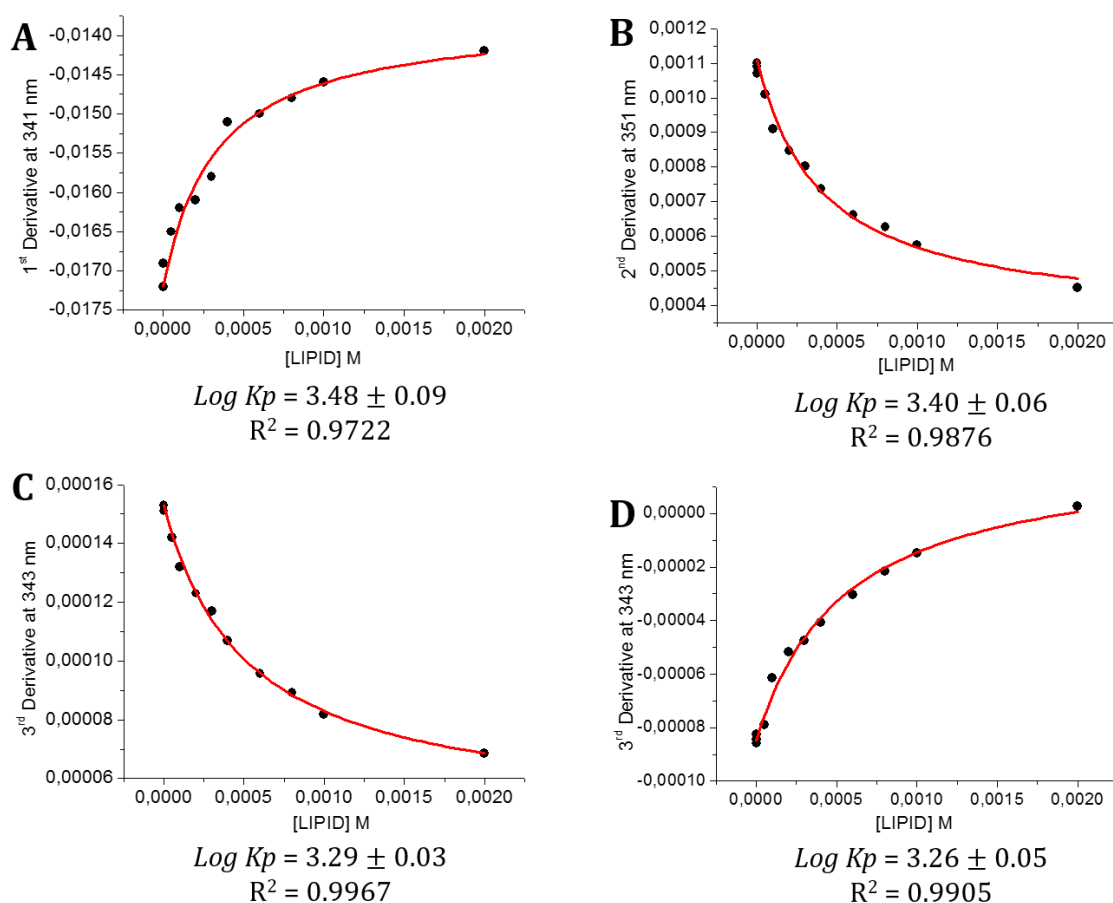 A
-0,0140
-0,0145
-0,0150
-0,0155
-0,0160
-0,0165
-0,0170
-0,0175
1st Derivative at 341 nm
0,0000 0,0005 0,0010 0,0015 0,0020
[LIPID] M
Log Kp = 3.48 ± 0.09
R² = 0.9722
B
0,0012
0,0011
0,0010
0,0009
0,0008
0,0007
0,0006
0,0005
0,0004
2nd Derivative at 351 nm
0,0000 0,0005 0,0010 0,0015 0,0020
[LIPID] M
Log Kp = 3.40 ± 0.06
R² = 0.9876
C
0,00016
0,00014
0,00012
0,00010
0,00008
0,00006
3rd Derivative at 343 nm
0,0000 0,0005 0,0010 0,0015 0,0020
[LIPID] M
Log Kp = 3.29 ± 0.03
R² = 0.9967
D
0,00000
-0,00002
-0,00004
-0,00006
-0,00008
-0,00010
3rd Derivative at 343 nm
0,0000 0,0005 0,0010 0,0015 0,0020
[LIPID] M
Log Kp = 3.26 ± 0.05
R² = 0.9905